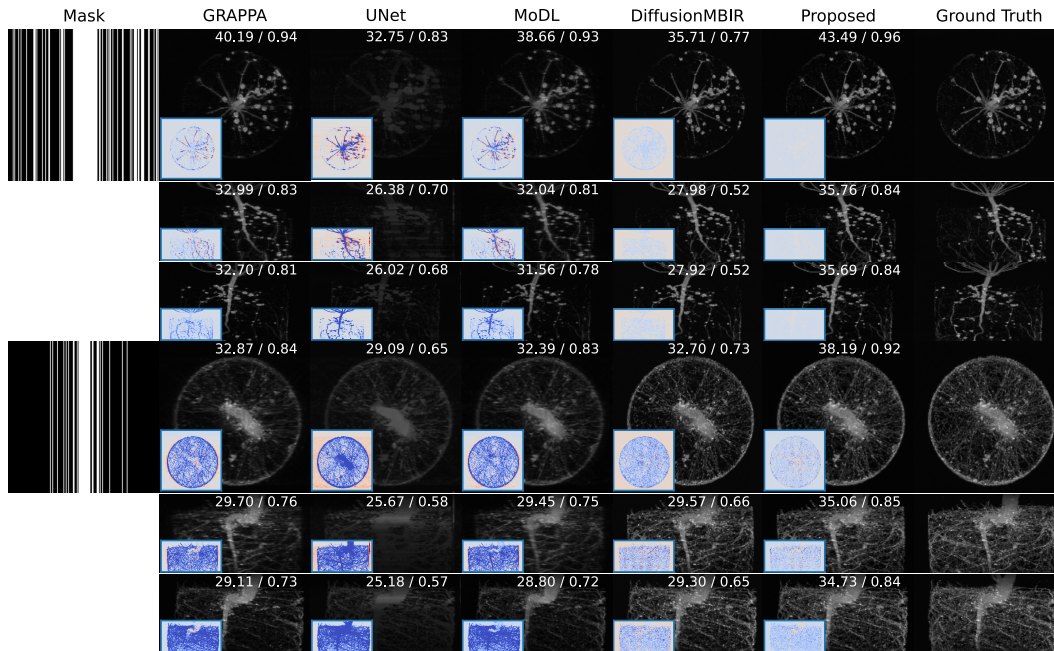 Mask GRAPPA UNet MoDL DiffusionMBIR Proposed Ground Truth
40.19 / 0.94 32.75 / 0.83 38.66 / 0.93 35.71 / 0.77 43.49 / 0.96
32.99 / 0.83 26.38 / 0.70 32.04 / 0.81 27.98 / 0.52 35.76 / 0.84
32.70 / 0.81 26.02 / 0.68 31.56 / 0.78 27.92 / 0.52 35.69 / 0.84
32.87 / 0.84 29.09 / 0.65 32.39 / 0.83 32.70 / 0.73 38.19 / 0.92
29.70 / 0.76 25.67 / 0.58 29.45 / 0.75 29.57 / 0.66 35.06 / 0.85
29.11 / 0.73 25.18 / 0.57 28.80 / 0.72 29.30 / 0.65 34.73 / 0.84